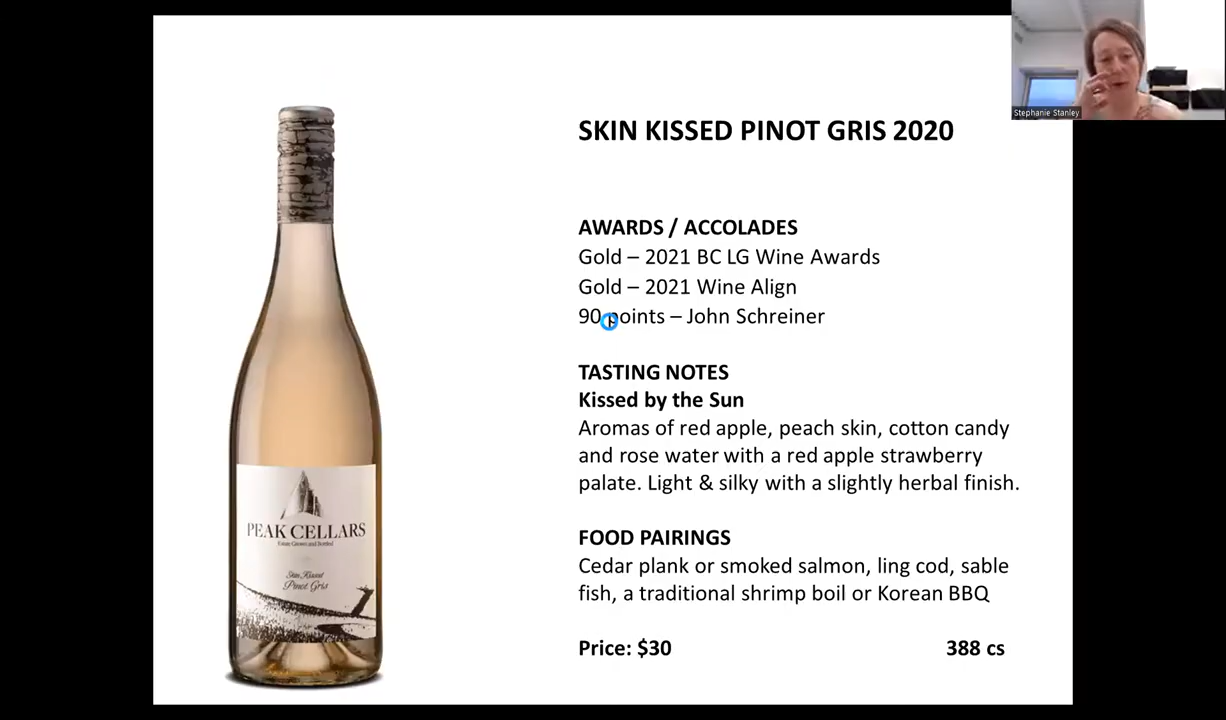 Stephanie Stanley
SKIN KISSED PINOT GRIS 2020
AWARDS / ACCOLADES
Gold – 2021 BC LG Wine Awards
Gold – 2021 Wine Align
90 points – John Schreiner
TASTING NOTES
Kissed by the Sun
Aromas of red apple, peach skin, cotton candy
and rose water with a red apple strawberry
palate. Light & silky with a slightly herbal finish.
FOOD PAIRINGS
Cedar plank or smoked salmon, ling cod, sable
fish, a traditional shrimp boil or Korean BBQ
Price: $30
388 cs
PEAK CELLARS
Estate Grown and Bottled
Skin Kissed
Pinot Gris